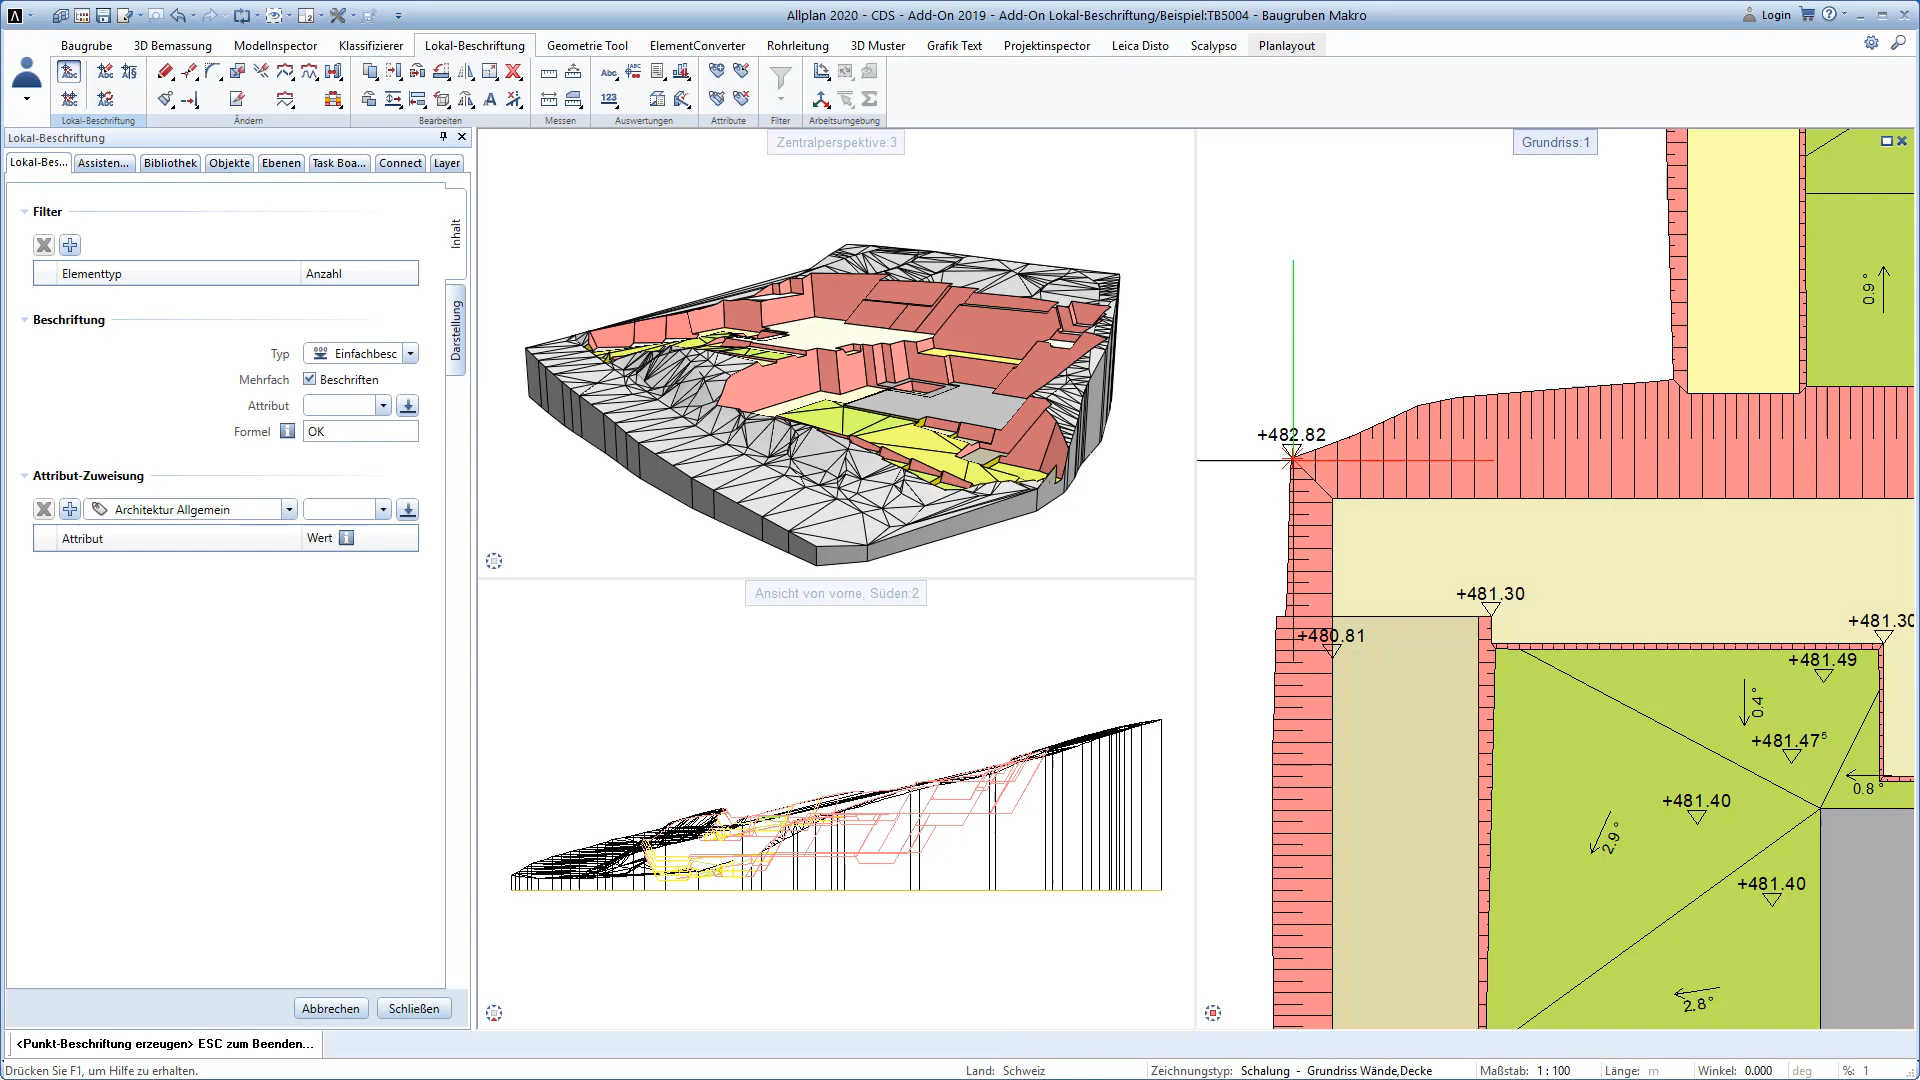 Allplan 2020 - CDS - Add-On 2019 - Add-On Lokal-Beschriftung/Beispiel:TB5004 - Baugruben Makro
Login
Baugrube
3D Bemassung
ModelInspector
Klassifizierer
Lokal-Beschriftung
Geometrie Tool
ElementConverter
Rohrleitung
3D Muster
Grafik Text
Projektinspector
Leica Disto
Scalypso
Planlayout
Lokal-Beschriftung
Ändern
Bearbeiten
Messen
Auswertungen
Attribute
Filter
Arbeitsumgebung
Lokal-Beschriftung
Lokal-Bes...
Assisten...
Bibliothek
Objekte
Ebenen
Task Boa...
Connect
Layer
Inhalt
Darstellung
Filter
Elementtyp
Anzahl
Beschriftung
Typ
Einfachbesc
Mehrfach
Beschriften
Attribut
Formel
OK
Attribut-Zuweisung
Architektur Allgemein
Attribut
Wert
Abbrechen
Schließen
Zentralperspektive:3
Ansicht von vorne, Süden:2
Grundriss:1
0.9°
+482.82
+481.30
+481.30
+480.81
+481.49
0.4°
+481.47⁵
0.8°
+481.40
2.9°
+481.40
2.8°
<Punkt-Beschriftung erzeugen> ESC zum Beenden...
Drücken Sie F1, um Hilfe zu erhalten.
Land: Schweiz
Zeichnungstyp: Schalung - Grundriss Wände,Decke
Maßstab: 1 : 100
Länge: m
Winkel: 0.000 deg
%: 1